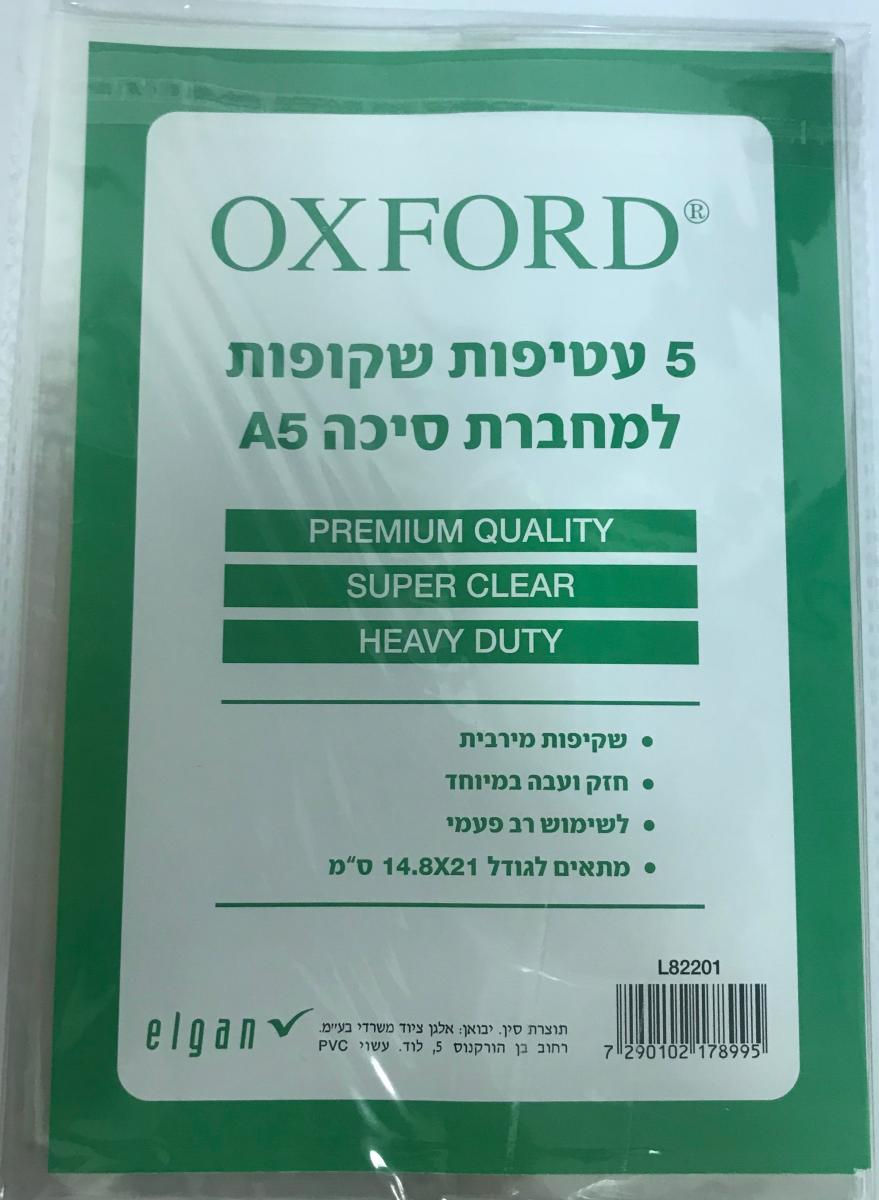 OXFORD®
5 עטיפות שקופות
למחברת סיכה A5
PREMIUM QUALITY
SUPER CLEAR
HEAVY DUTY
• שקיפות מירבית
• חזק ועבה במיוחד
• לשימוש רב פעמי
• מתאים לגודל 14.8X21 ס"מ
L82201
elgan
תוצרת סין. יבואן: אלגן ציוד משרדי בע"מ.
רחוב בן הורקנוס 5, לוד. עשוי PVC
7 290102 178995